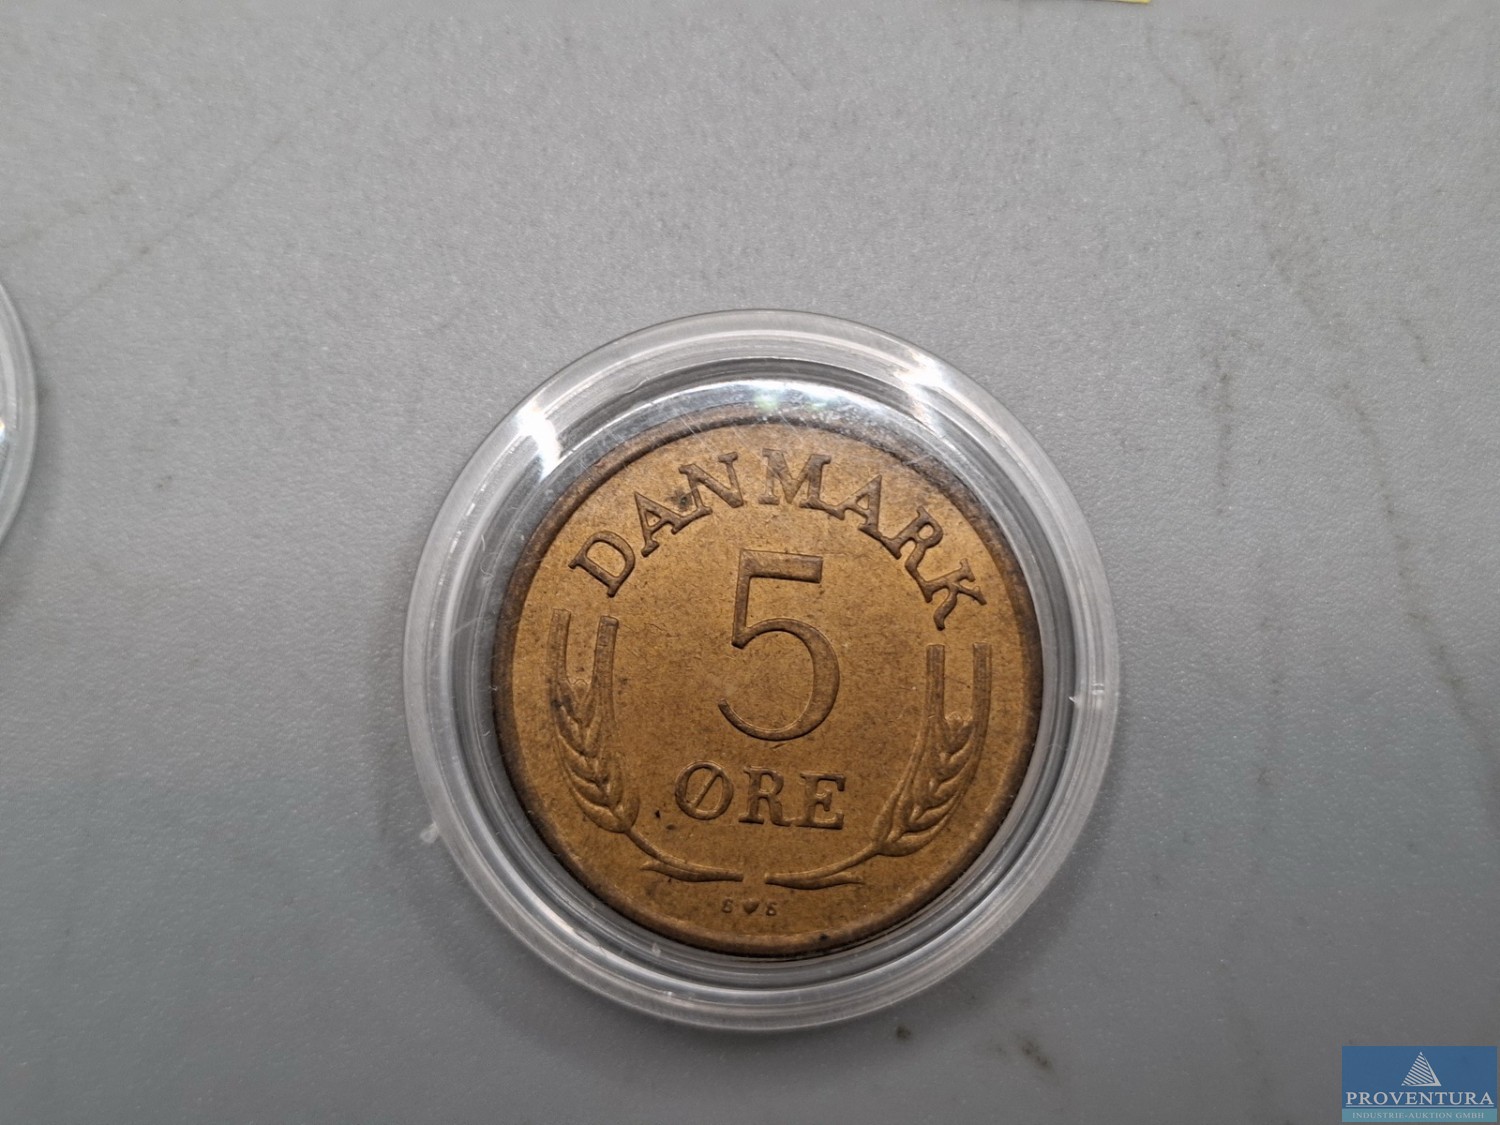 DANMARK
5
ØRE
PROVENTURA
INDUSTRIE-AUKTION GMBH